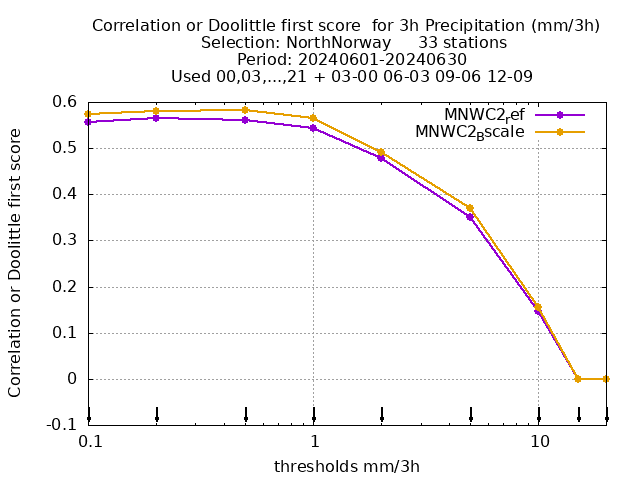 Correlation or Doolittle first score  for 3h Precipitation (mm/3h)
Selection: NorthNorway     33 stations
Period: 20240601-20240630
Used 00,03,...,21 + 03-00 06-03 09-06 12-09
MNWC2ref
MNWC2Bscale
Correlation or Doolittle first score
0.6
0.5
0.4
0.3
0.2
0.1
0
-0.1
0.1 1 10
thresholds mm/3h